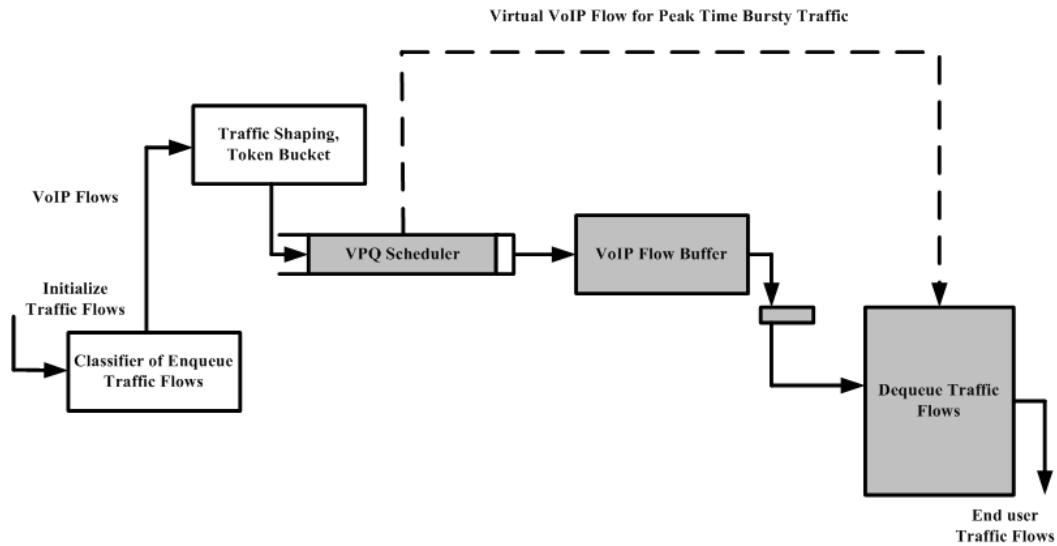 Virtual VoIP Flow for Peak Time Bursty Traffic
Traffic Shaping,
Token Bucket
VoIP Flows
VPQ Scheduler
VoIP Flow Buffer
Initialize
Traffic Flows
Classifier of Enqueue
Traffic Flows
Dequeue Traffic
Flows
End user
Traffic Flows